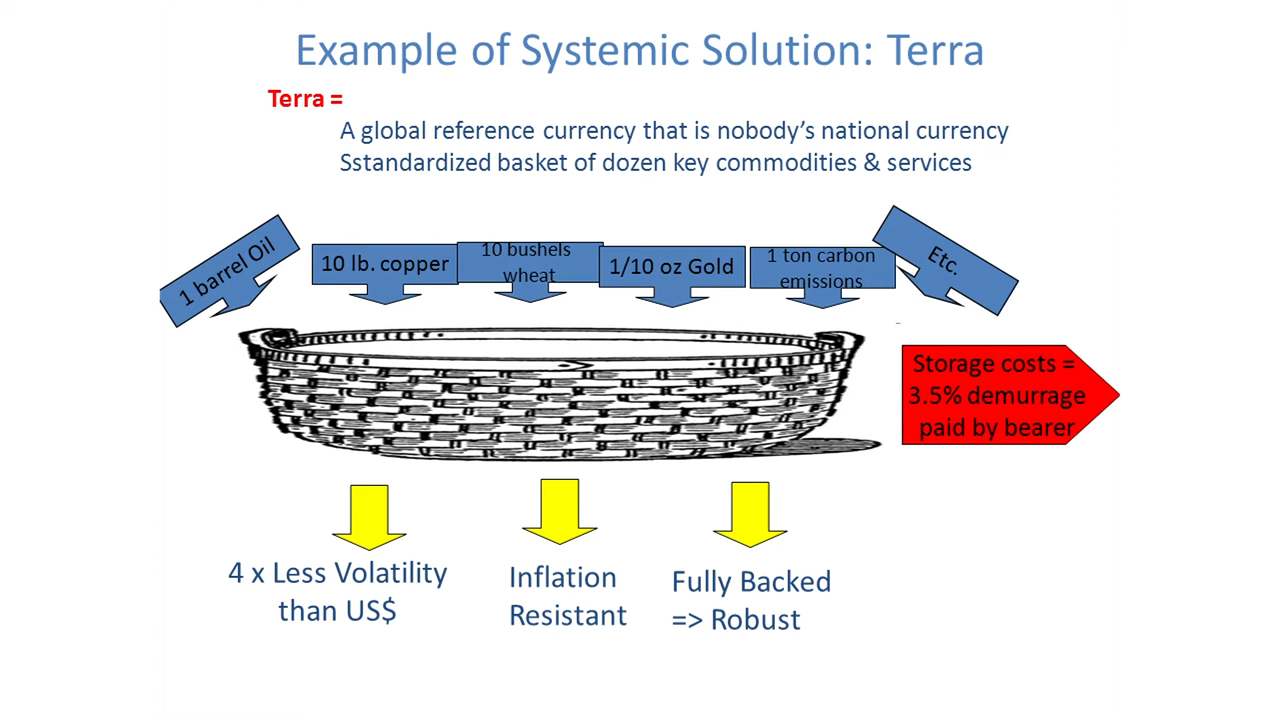 Example of Systemic Solution: Terra
Terra =
A global reference currency that is nobody's national currency
Sstandardized basket of dozen key commodities & services
1 barrel Oil
10 lb. copper
10 bushels
wheat
1/10 oz Gold
1 ton carbon
emissions
Etc.
Storage costs =
3.5% demurrage
paid by bearer
4 x Less Volatility
than US$
Inflation
Resistant
Fully Backed
=> Robust